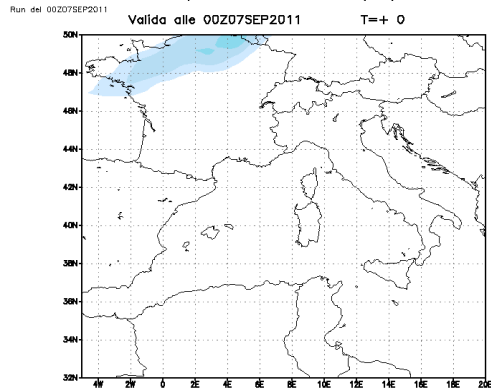 Run del 00Z07SEP2011
Valida alle 00Z07SEP2011 T=+ 0
50N
48N
46N
44N
42N
40N
38N
36N
34N
32N
4W 2W 0 2E 4E 6E 8E 10E 12E 14E 16E 18E 20E